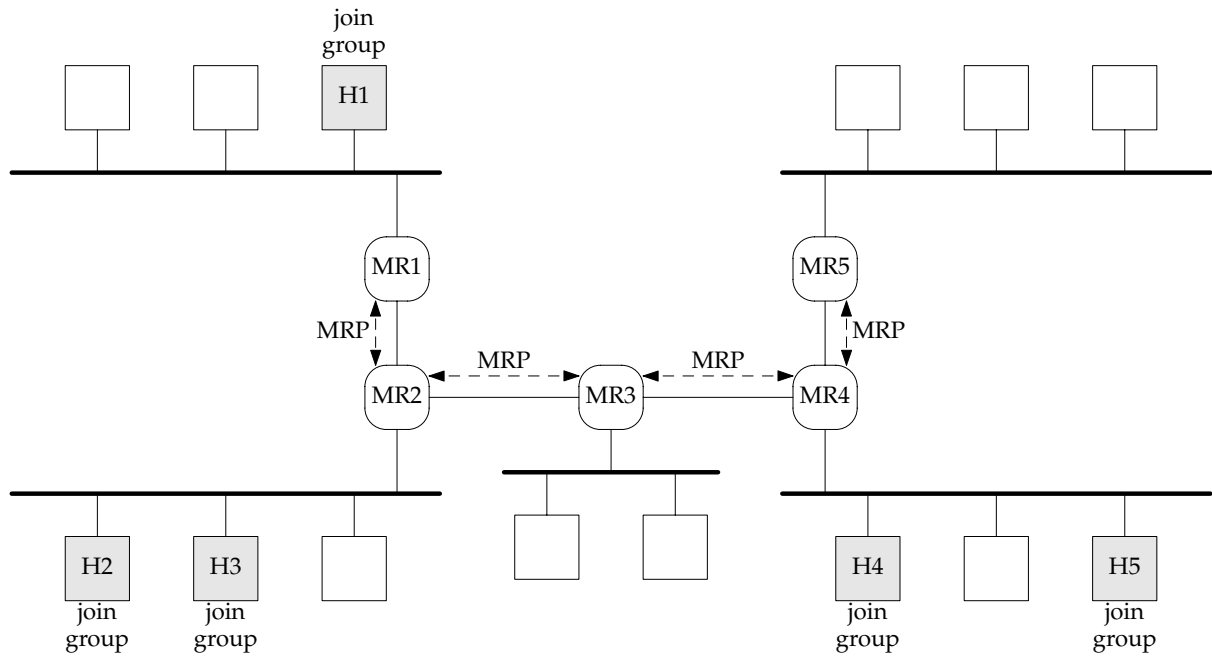 join
group
H1
MR1
MR5
MRP
MRP
MRP
MRP
MR2
MR3
MR4
H2
H3
H4
H5
join
group
join
group
join
group
join
group